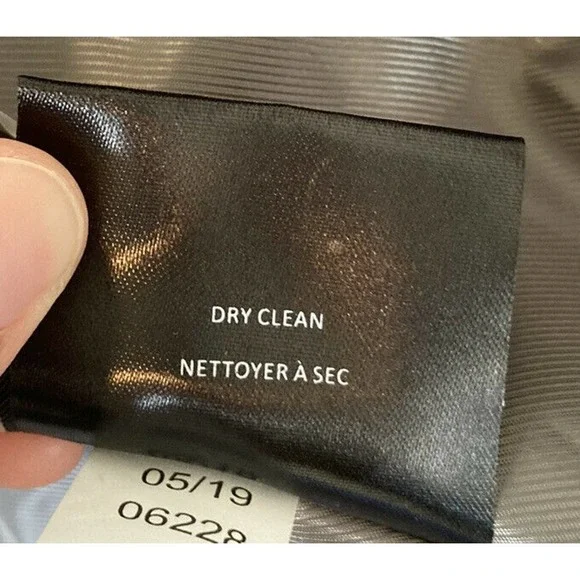 DRY CLEAN
NETTOYER À SEC
05/19
06228